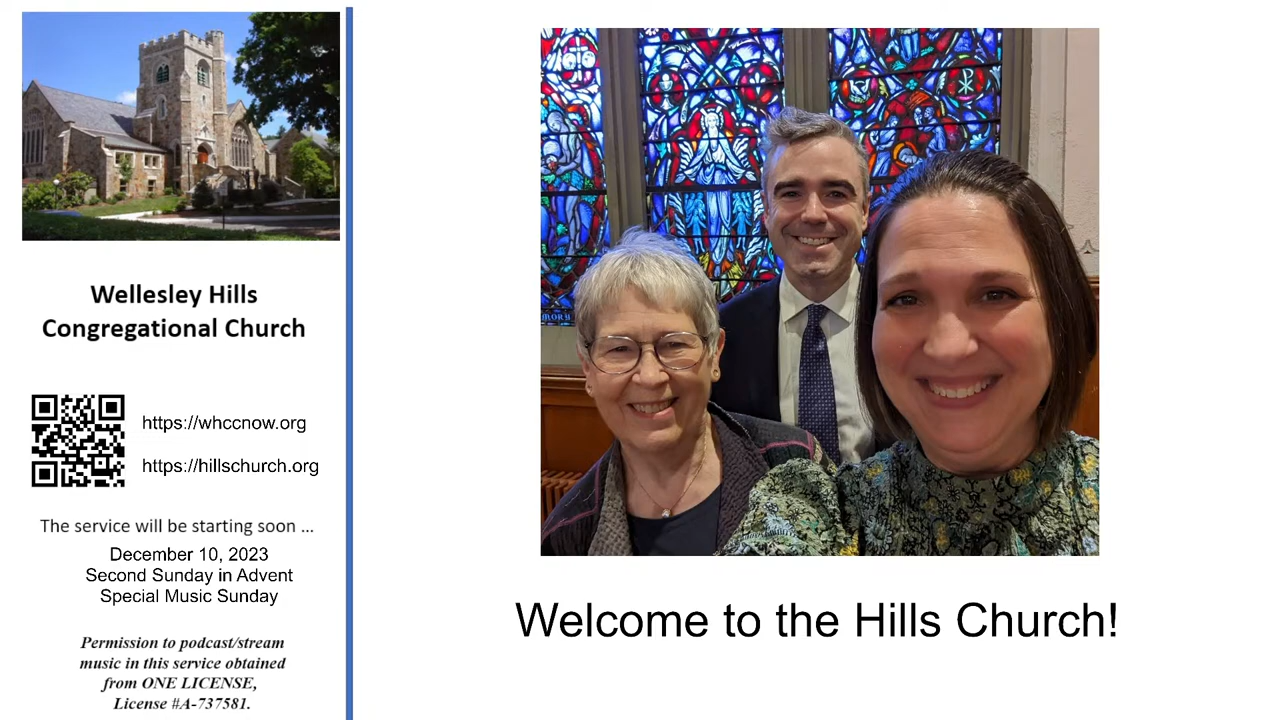 Wellesley Hills
Congregational Church
https://whccnow.org
https://hillschurch.org
The service will be starting soon ...
December 10, 2023
Second Sunday in Advent
Special Music Sunday
Permission to podcast/stream
music in this service obtained
from ONE LICENSE,
License #A-737581.
MORY
Welcome to the Hills Church!